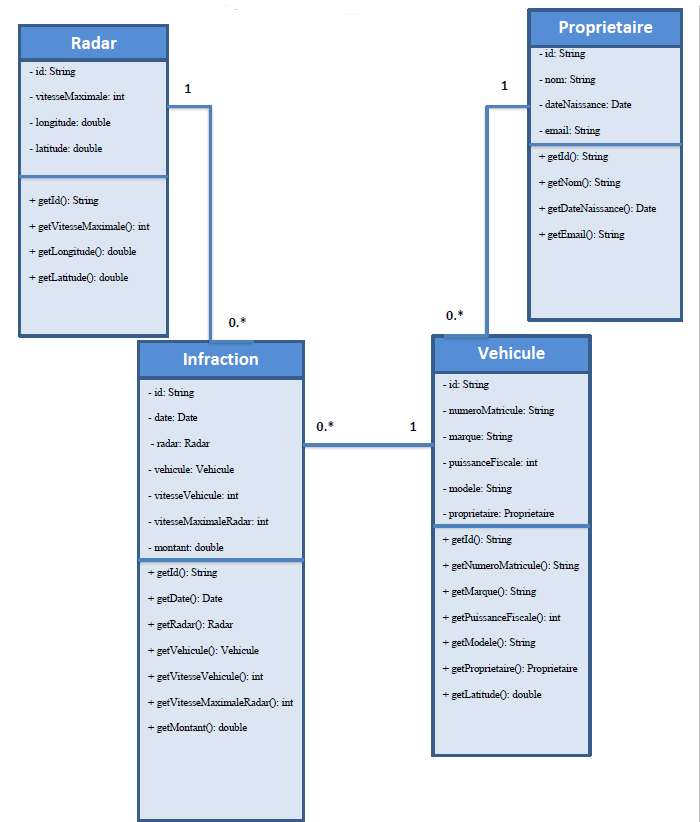 Radar
- id: String
- vitesseMaximale: int
- longitude: double
- latitude: double
+ getId(): String
+ getVitesseMaximale(): int
+ getLongitude(): double
+ getLatitude(): double
1
0.*
Proprietaire
- id: String
- nom: String
- dateNaissance: Date
- email: String
+ getId(): String
+ getNom(): String
+ getDateNaissance(): Date
+ getEmail(): String
1
0.*
Infraction
- id: String
- date: Date
- radar: Radar
- vehicule: Vehicule
- vitesseVehicule: int
- vitesseMaximaleRadar: int
- montant: double
+ getId(): String
+ getDate(): Date
+ getRadar(): Radar
+ getVehicule(): Vehicule
+ getVitesseVehicule(): int
+ getVitesseMaximaleRadar(): int
+ getMontant(): double
0.*
1
Vehicule
- id: String
- numeroMatricule: String
- marque: String
- puissanceFiscale: int
- modele: String
- proprietaire: Proprietaire
+ getId(): String
+ getNumeroMatricule(): String
+ getMarque(): String
+ getPuissanceFiscale(): int
+ getModele(): String
+ getProprietaire(): Proprietaire
+ getLatitude(): double